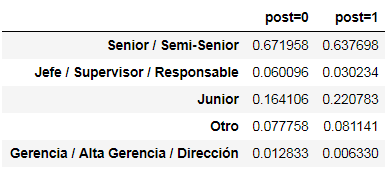 post=0 post=1
Senior / Semi-Senior 0.671958 0.637698
Jefe / Supervisor / Responsable 0.060096 0.030234
Junior 0.164106 0.220783
Otro 0.077758 0.081141
Gerencia / Alta Gerencia / Dirección 0.012833 0.006330